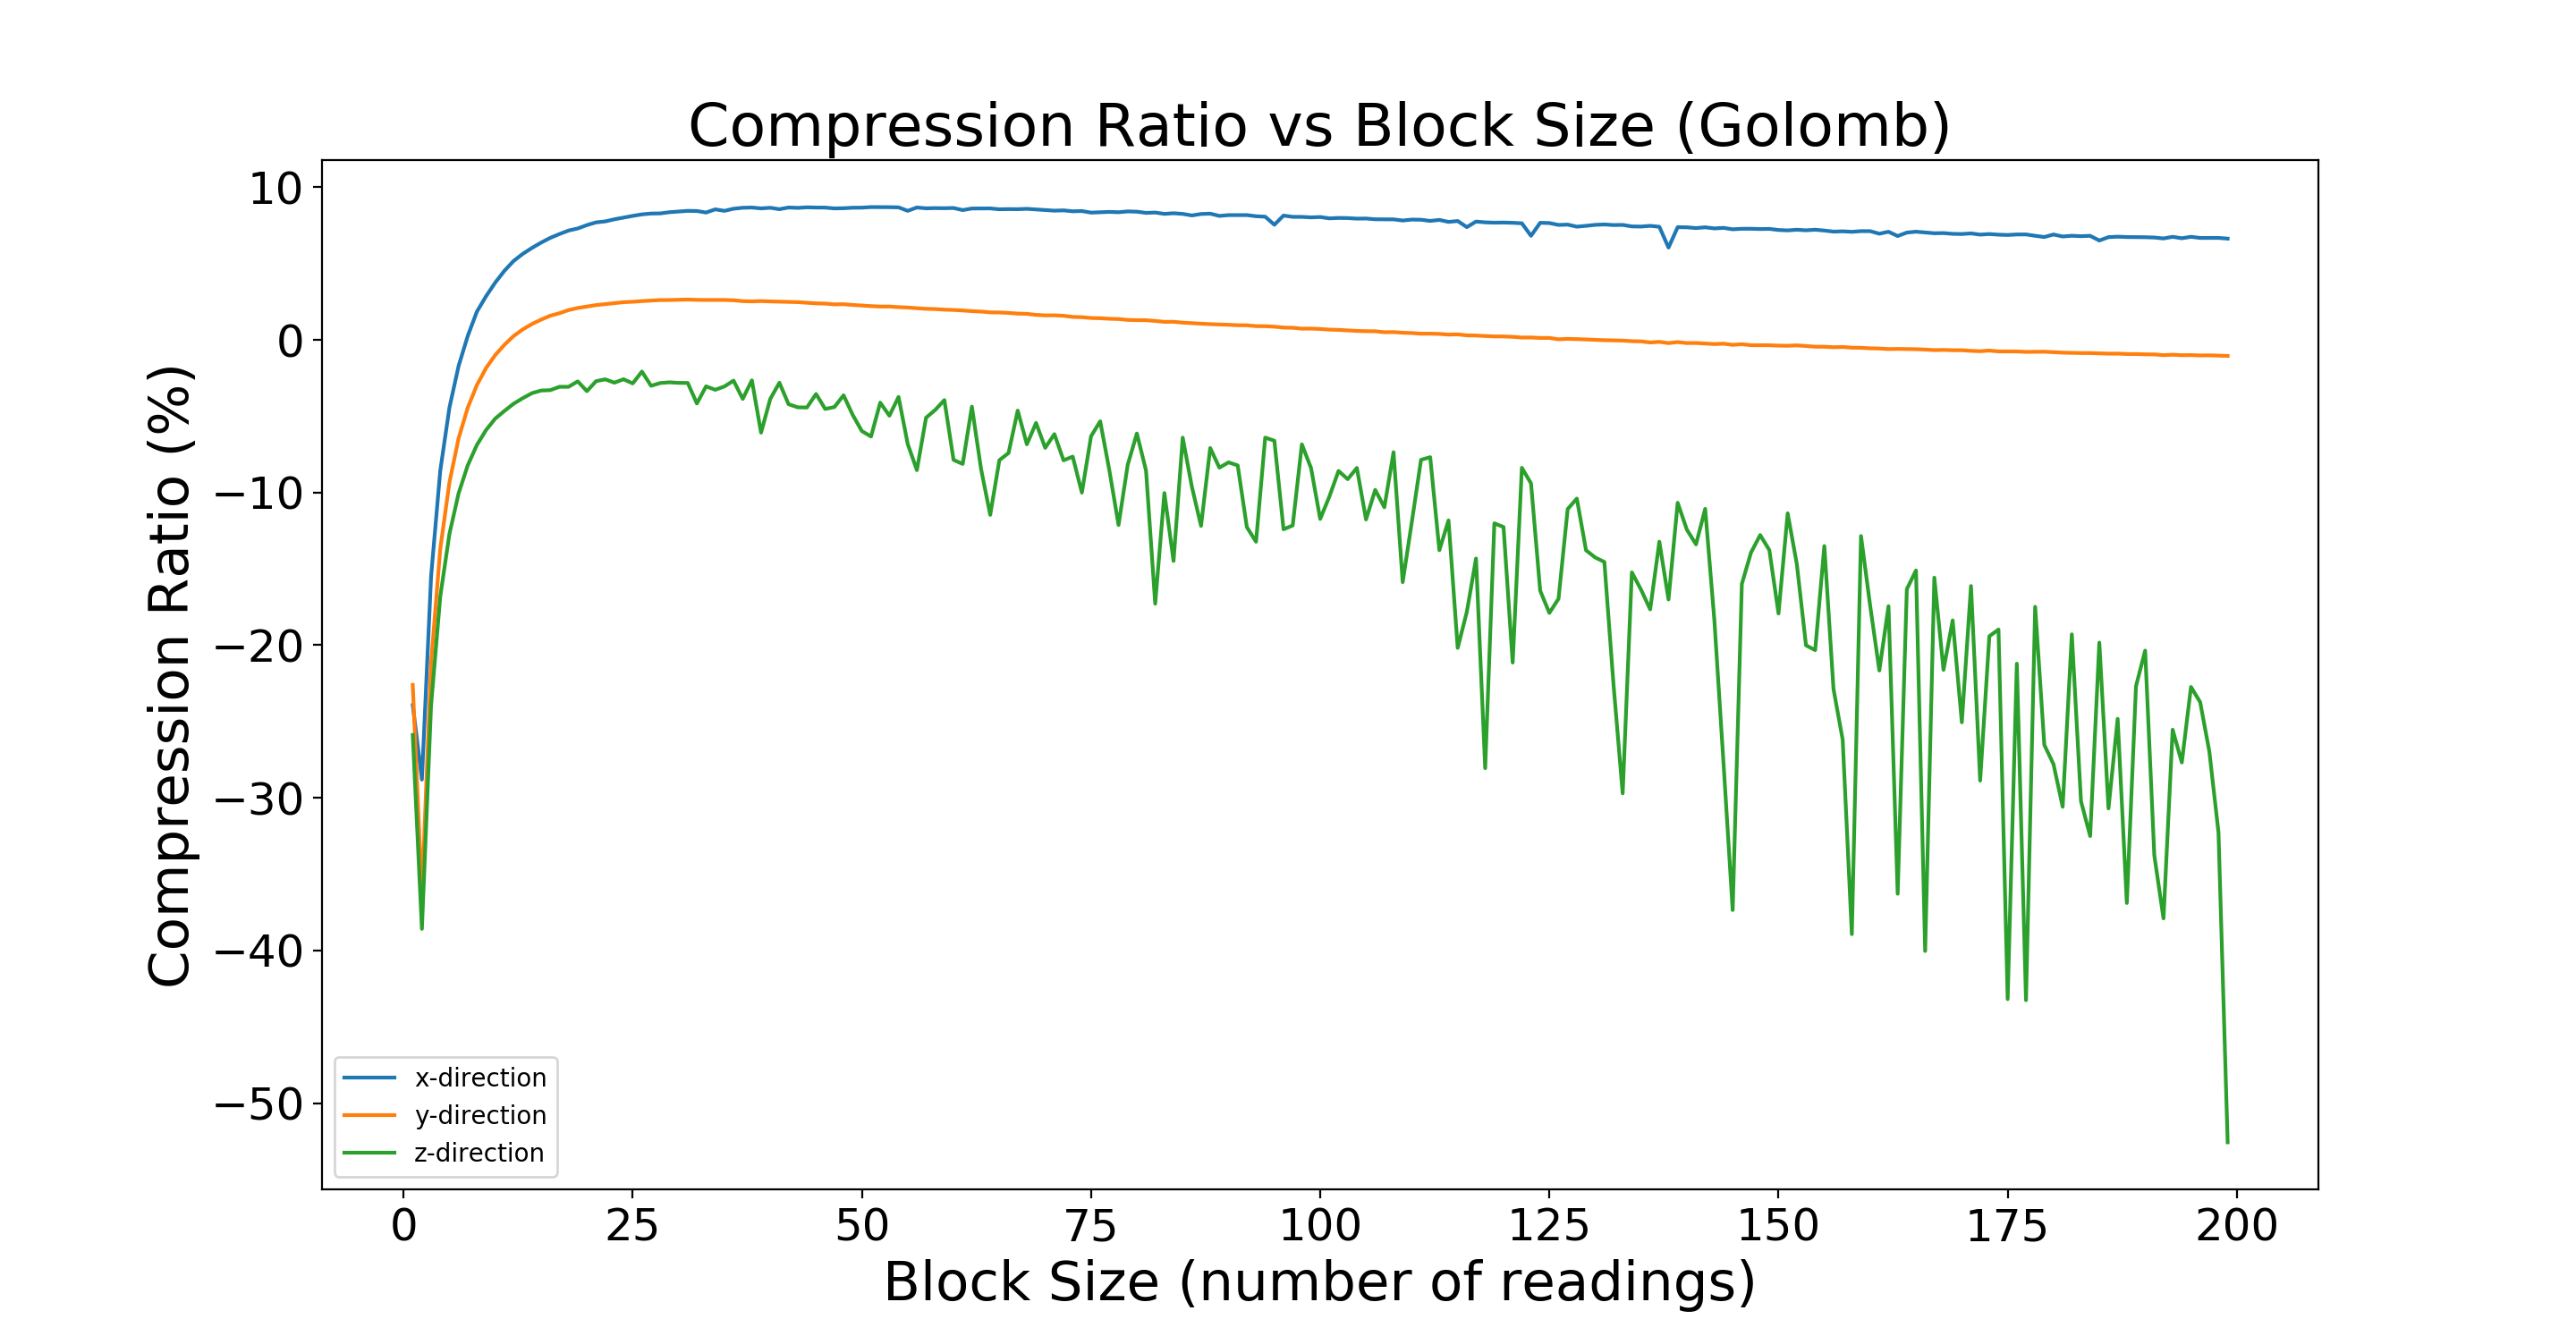 Compression Ratio vs Block Size (Golomb)
Compression Ratio (%)
10
0
−10
−20
−30
−40
−50
x-direction
y-direction
z-direction
0 25 50 75 100 125 150 175 200
Block Size (number of readings)